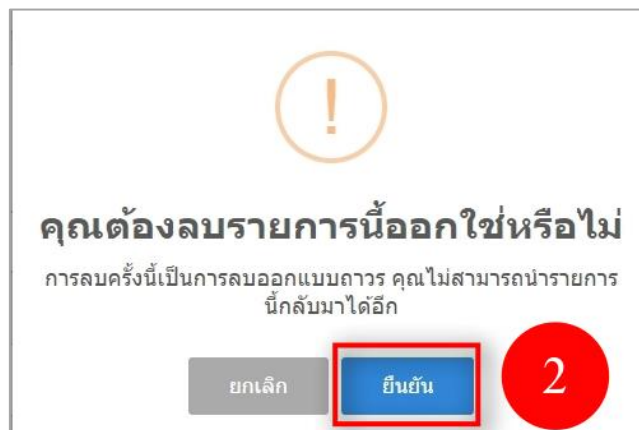 !
คุณต้องลบรายการนี้ออกใช่หรือไม่
การลบครั้งนี้เป็นการลบออกแบบถาวร คุณไม่สามารถนำรายการ
นี้กลับมาได้อีก
ยกเลิก ยืนยัน 2